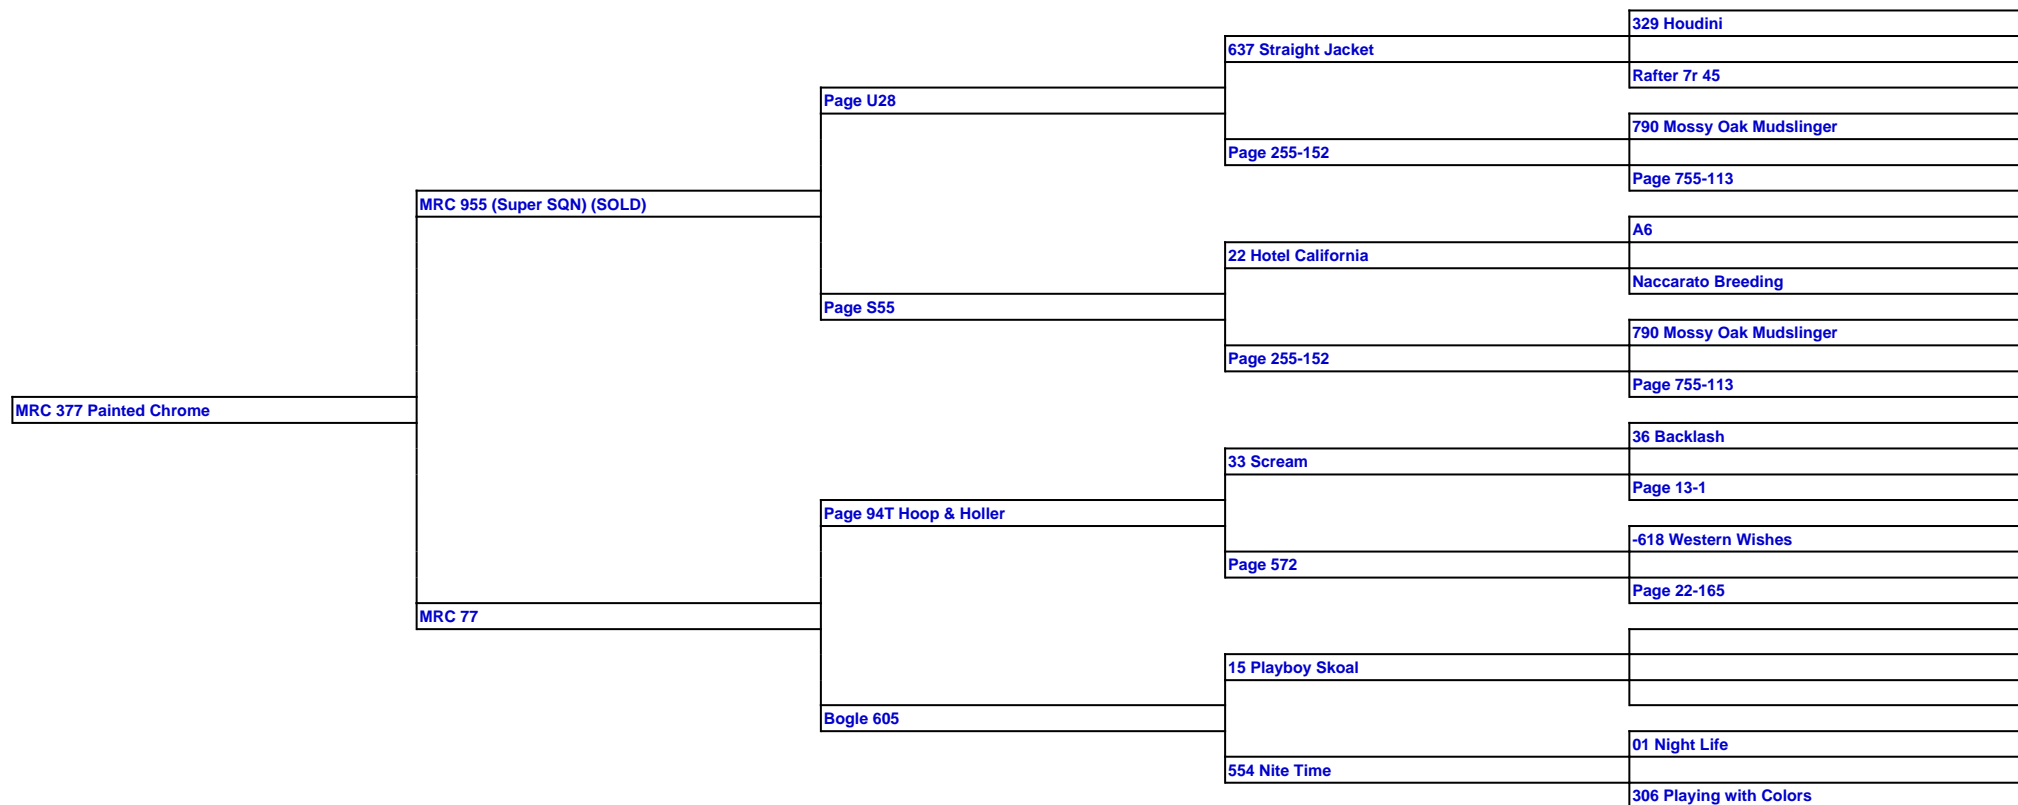 329 Houdini
637 Straight Jacket
Rafter 7r 45
Page U28
790 Mossy Oak Mudslinger
Page 255-152
Page 755-113
MRC 955 (Super SQN) (SOLD)
A6
22 Hotel California
Naccarato Breeding
Page S55
790 Mossy Oak Mudslinger
Page 255-152
Page 755-113
MRC 377 Painted Chrome
36 Backlash
33 Scream
Page 13-1
Page 94T Hoop & Holler
-618 Western Wishes
Page 572
Page 22-165
MRC 77
15 Playboy Skoal
Bogle 605
01 Night Life
554 Nite Time
306 Playing with Colors